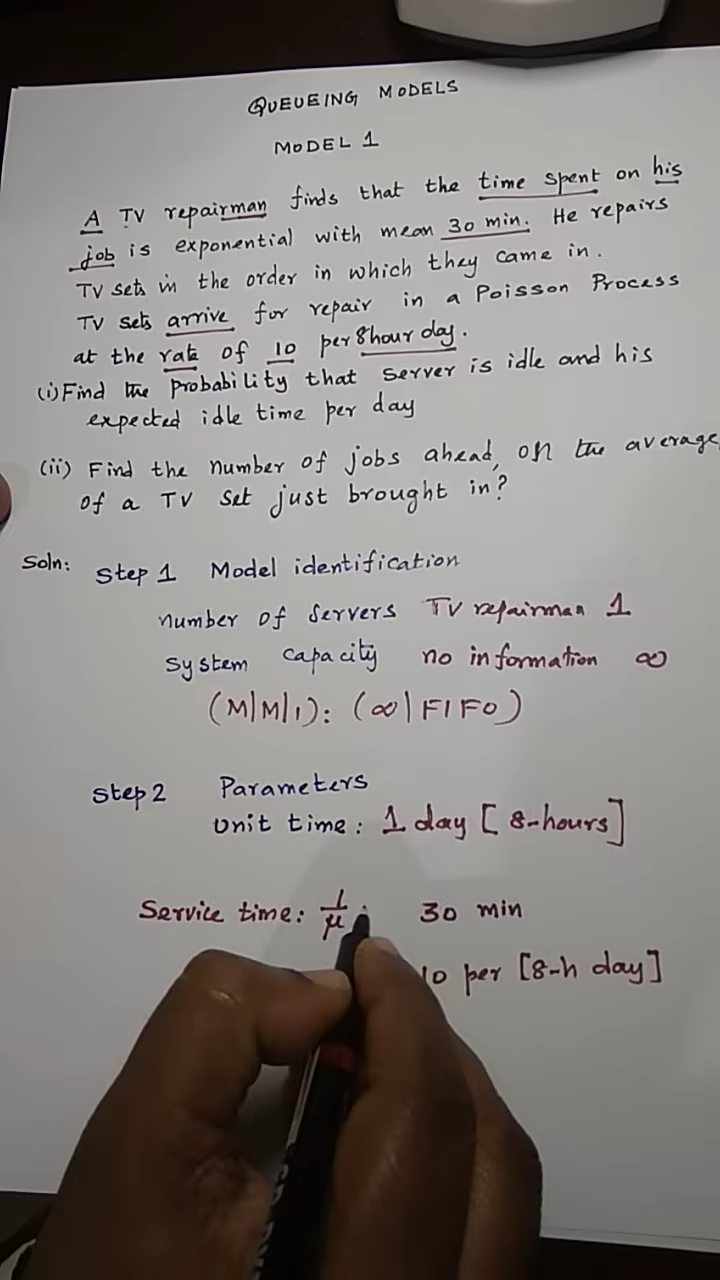 QUEUEING MODELS
MODEL 1
A TV repairman finds that the time spent on his
job is exponential with mean 30 min. He repairs
TV sets in the order in which they came in.
TV sets arrive for repair in a Poisson Process
at the rate of 10 per 8hour day.
(i) Find the probability that server is idle and his
expected idle time per day
(ii) Find the number of jobs ahead, on the average,
of a TV set just brought in?
Soln: Step 1 Model identification
number of servers TV repairman 1
system capacity no information ∞
(M|M|1): (∞|FIFO)
Step 2 Parameters
Unit time: 1 day [8-hours]
Service time: 1/μ: 30 min
10 per [8-h day]